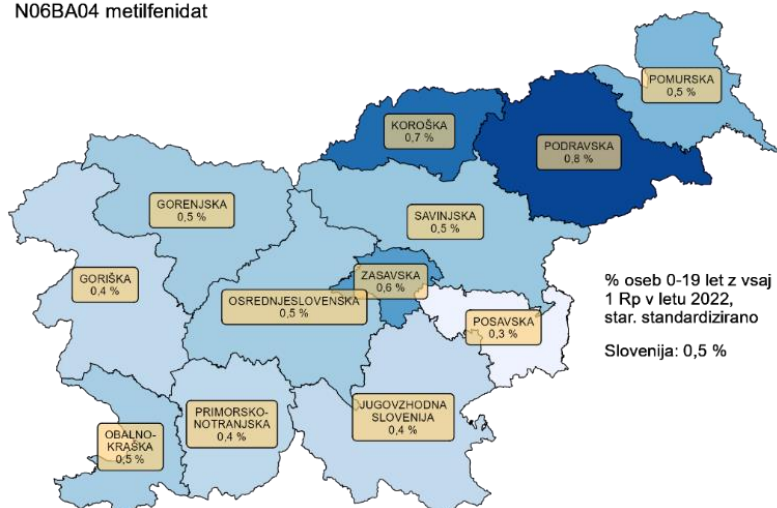 N06BA04 metilfenidat
POMURSKA
0,5 %
KOROŠKA
0,7 %
PODRAVSKA
0,8 %
GORENJSKA
0,5 %
SAVINJSKA
0,5 %
GORIŠKA
0,4 %
ZASAVSKA
0,6 %
OSREDNJESLOVENSKA
0,5 %
POSAVSKA
0,3 %
% oseb 0-19 let z vsaj
1 Rp v letu 2022,
star. standardizirano
Slovenija: 0,5 %
JUGOVZHODNA
SLOVENIJA
0,4 %
PRIMORSKO-
NOTRANJSKA
0,4 %
OBALNO-
KRAŠKA
0,5 %